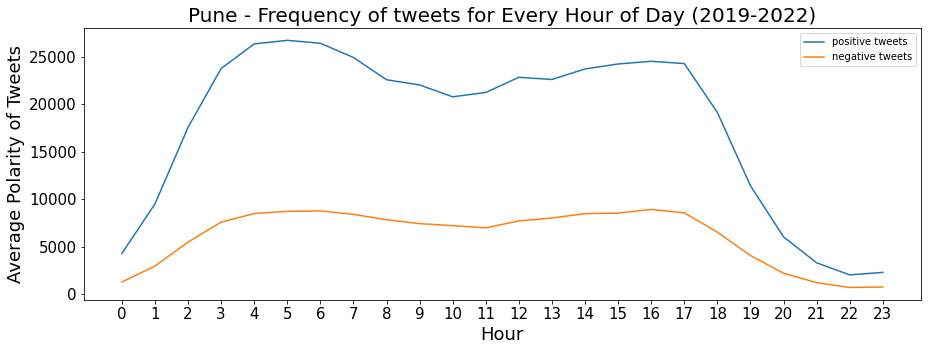 Pune - Frequency of tweets for Every Hour of Day (2019-2022)
positive tweets
negative tweets
Average Polarity of Tweets
25000
20000
15000
10000
5000
0
0 1 2 3 4 5 6 7 8 9 10 11 12 13 14 15 16 17 18 19 20 21 22 23
Hour